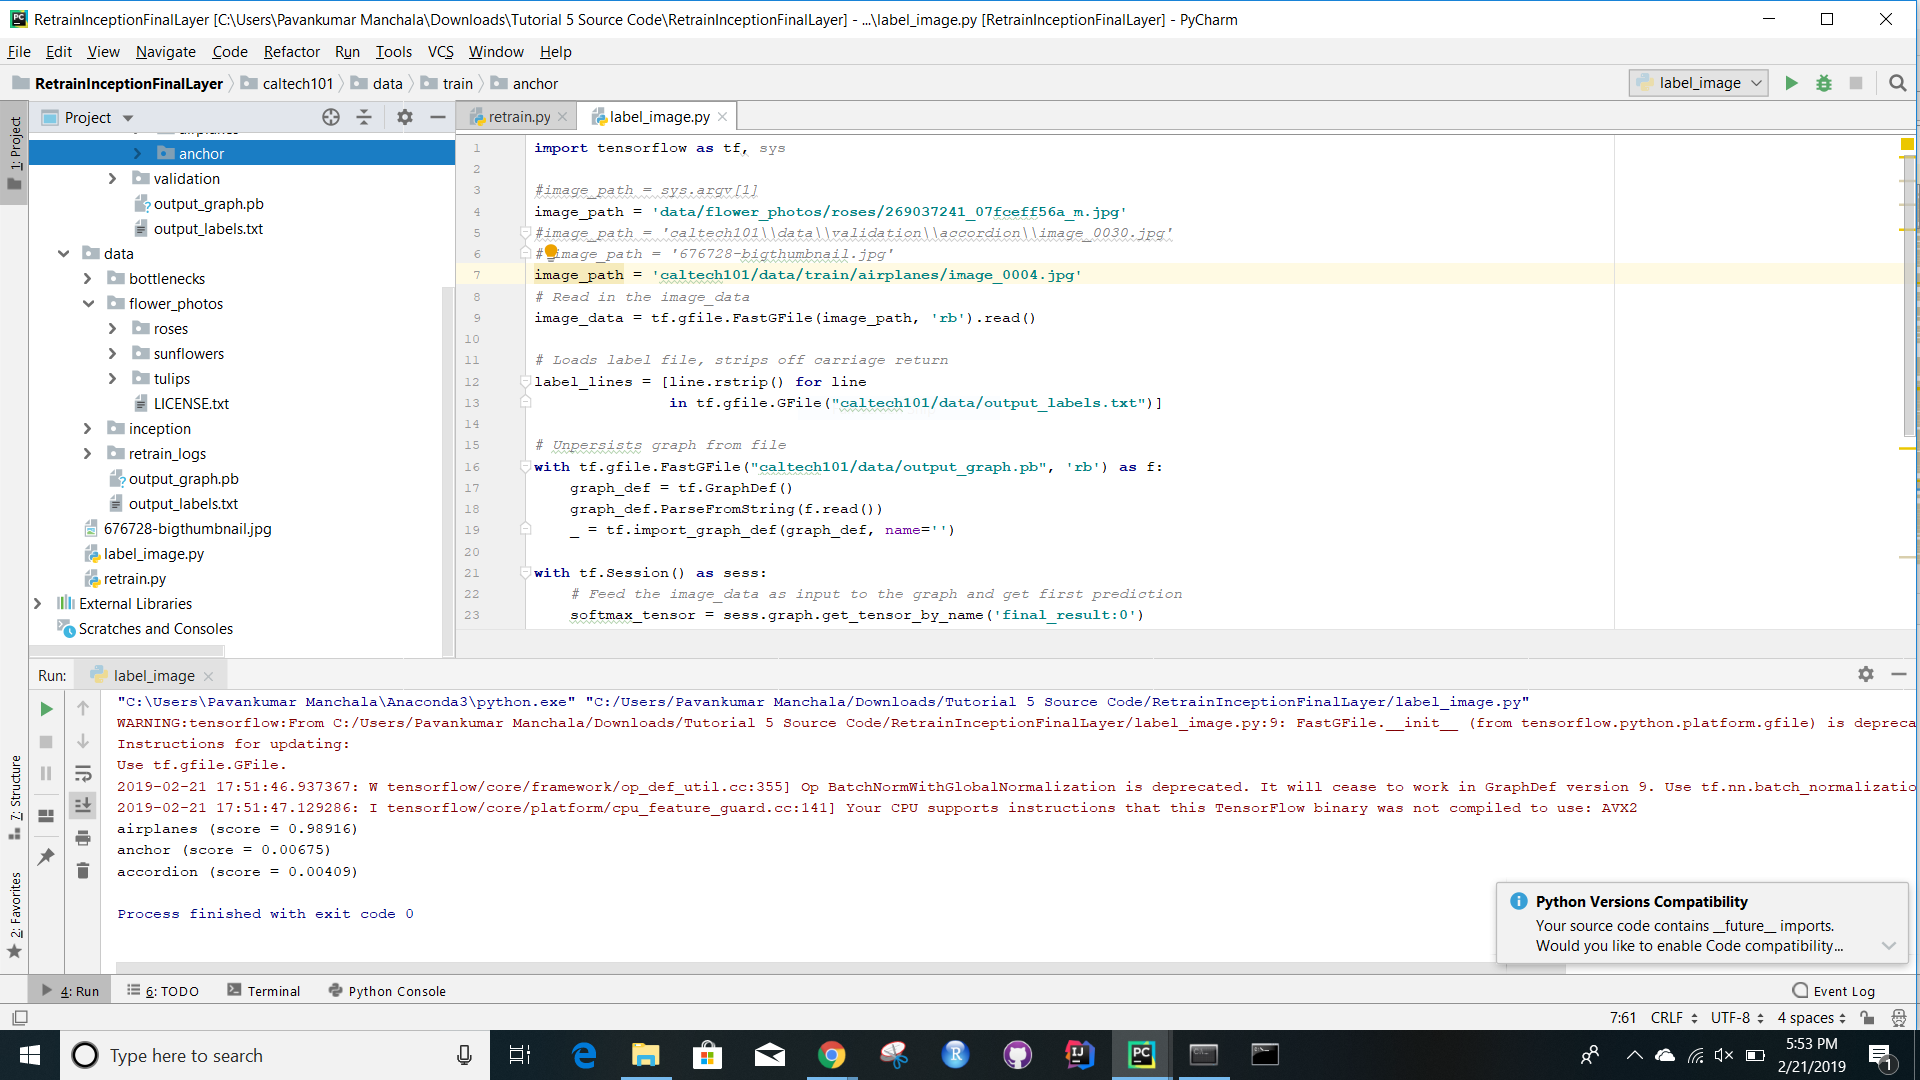 RetrainInceptionFinalLayer [C:\Users\Pavankumar Manchala\Downloads\Tutorial 5 Source Code\RetrainInceptionFinalLayer] - ...\label_image.py [RetrainInceptionFinalLayer] - PyCharm
File Edit View Navigate Code Refactor Run Tools VCS Window Help
RetrainInceptionFinalLayer caltech101 data train anchor label_image
1: Project
Project
airplanes
anchor
validation
output_graph.pb
output_labels.txt
data
bottlenecks
flower_photos
roses
sunflowers
tulips
LICENSE.txt
inception
retrain_logs
output_graph.pb
output_labels.txt
676728-bigthumbnail.jpg
label_image.py
retrain.py
External Libraries
Scratches and Consoles
retrain.py label_image.py
1 import tensorflow as tf, sys
2
3 #image_path = sys.argv[1]
4 image_path = 'data/flower_photos/roses/269037241_07fceff56a_m.jpg'
5 #image_path = 'caltech101\\data\\validation\\accordion\\image_0030.jpg'
6 # image_path = '676728-bigthumbnail.jpg'
7 image_path = 'caltech101/data/train/airplanes/image_0004.jpg'
8 # Read in the image_data
9 image_data = tf.gfile.FastGFile(image_path, 'rb').read()
10
11 # Loads label file, strips off carriage return
12 label_lines = [line.rstrip() for line
13 in tf.gfile.GFile("caltech101/data/output_labels.txt")]
14
15 # Unpersists graph from file
16 with tf.gfile.FastGFile("caltech101/data/output_graph.pb", 'rb') as f:
17 graph_def = tf.GraphDef()
18 graph_def.ParseFromString(f.read())
19 _ = tf.import_graph_def(graph_def, name='')
20
21 with tf.Session() as sess:
22 # Feed the image_data as input to the graph and get first prediction
23 softmax_tensor = sess.graph.get_tensor_by_name('final_result:0')
Run: label_image
"C:\Users\Pavankumar Manchala\Anaconda3\python.exe" "C:/Users/Pavankumar Manchala/Downloads/Tutorial 5 Source Code/RetrainInceptionFinalLayer/label_image.py"
WARNING:tensorflow:From C:/Users/Pavankumar Manchala/Downloads/Tutorial 5 Source Code/RetrainInceptionFinalLayer/label_image.py:9: FastGFile.__init__ (from tensorflow.python.platform.gfile) is depreca
Instructions for updating:
Use tf.gfile.GFile.
2019-02-21 17:51:46.937367: W tensorflow/core/framework/op_def_util.cc:355] Op BatchNormWithGlobalNormalization is deprecated. It will cease to work in GraphDef version 9. Use tf.nn.batch_normalizatio
2019-02-21 17:51:47.129286: I tensorflow/core/platform/cpu_feature_guard.cc:141] Your CPU supports instructions that this TensorFlow binary was not compiled to use: AVX2
airplanes (score = 0.98916)
anchor (score = 0.00675)
accordion (score = 0.00409)
Process finished with exit code 0
7: Structure
2: Favorites
Python Versions Compatibility
Your source code contains __future__ imports.
Would you like to enable Code compatibility...
4: Run 6: TODO Terminal Python Console Event Log
7:61 CRLF UTF-8 4 spaces
Type here to search
5:53 PM
2/21/2019
1